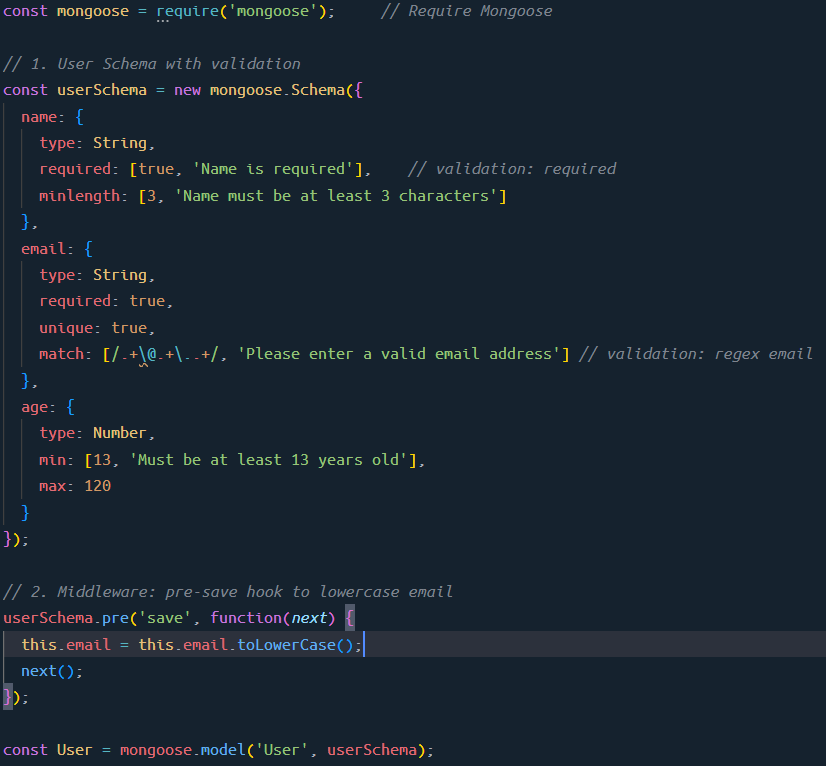 const mongoose = require('mongoose');     // Require Mongoose
// 1. User Schema with validation
const userSchema = new mongoose.Schema({
  name: {
    type: String,
    required: [true, 'Name is required'],    // validation: required
    minlength: [3, 'Name must be at least 3 characters']
  },
  email: {
    type: String,
    required: true,
    unique: true,
    match: [/.+\@.+\..+/, 'Please enter a valid email address'] // validation: regex email
  },
  age: {
    type: Number,
    min: [13, 'Must be at least 13 years old'],
    max: 120
  }
});
// 2. Middleware: pre-save hook to lowercase email
userSchema.pre('save', function(next) {
  this.email = this.email.toLowerCase();
  next();
});
const User = mongoose.model('User', userSchema);